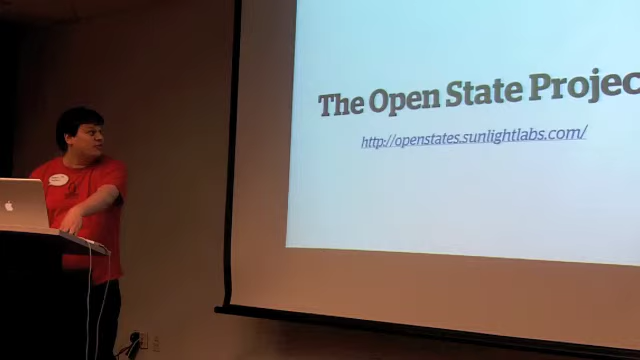 The Open State Projec
http://openstates.sunlightlabs.com/